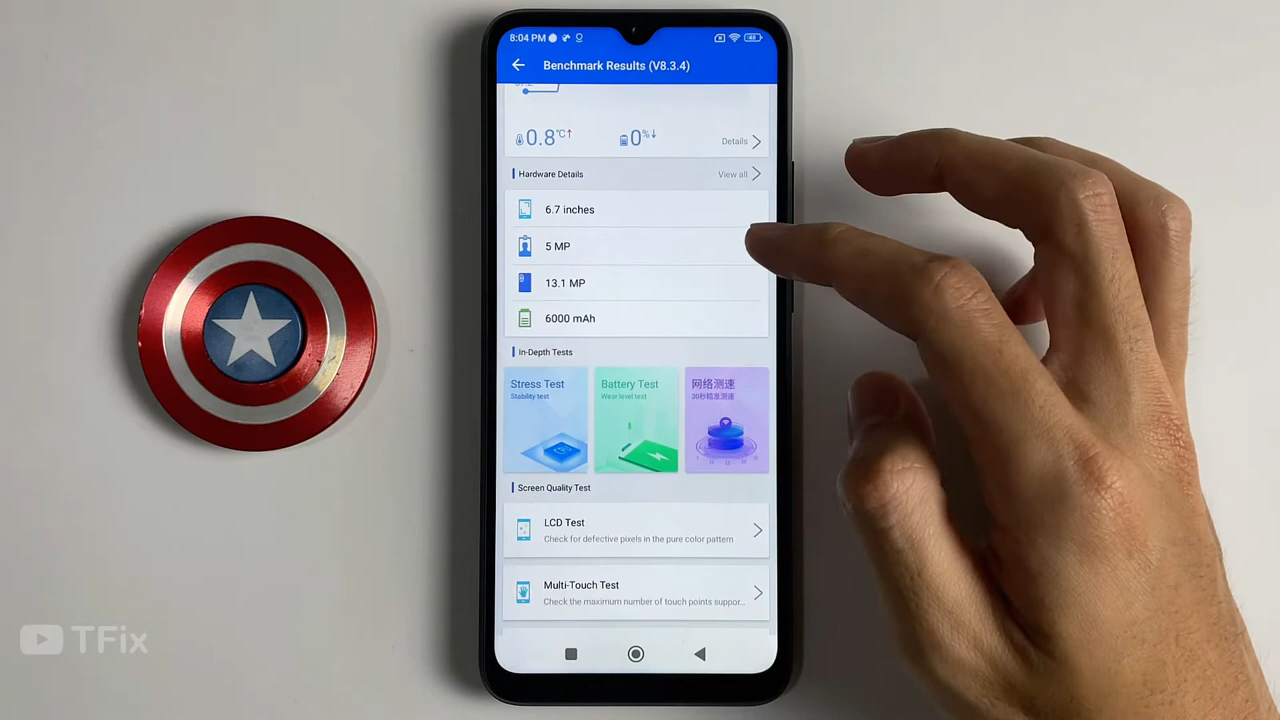 8:04 PM
48
Benchmark Results (V8.3.4)
0.8℃↑
0%↓
Details
Hardware Details
View all
6.7 inches
5 MP
13.1 MP
6000 mAh
In-Depth Tests
Stress Test
Stability test
Battery Test
Wear level test
网络测速
30秒精准测速
Screen Quality Test
LCD Test
Check for defective pixels in the pure color pattern
Multi-Touch Test
Check the maximum number of touch points suppor...
TFix